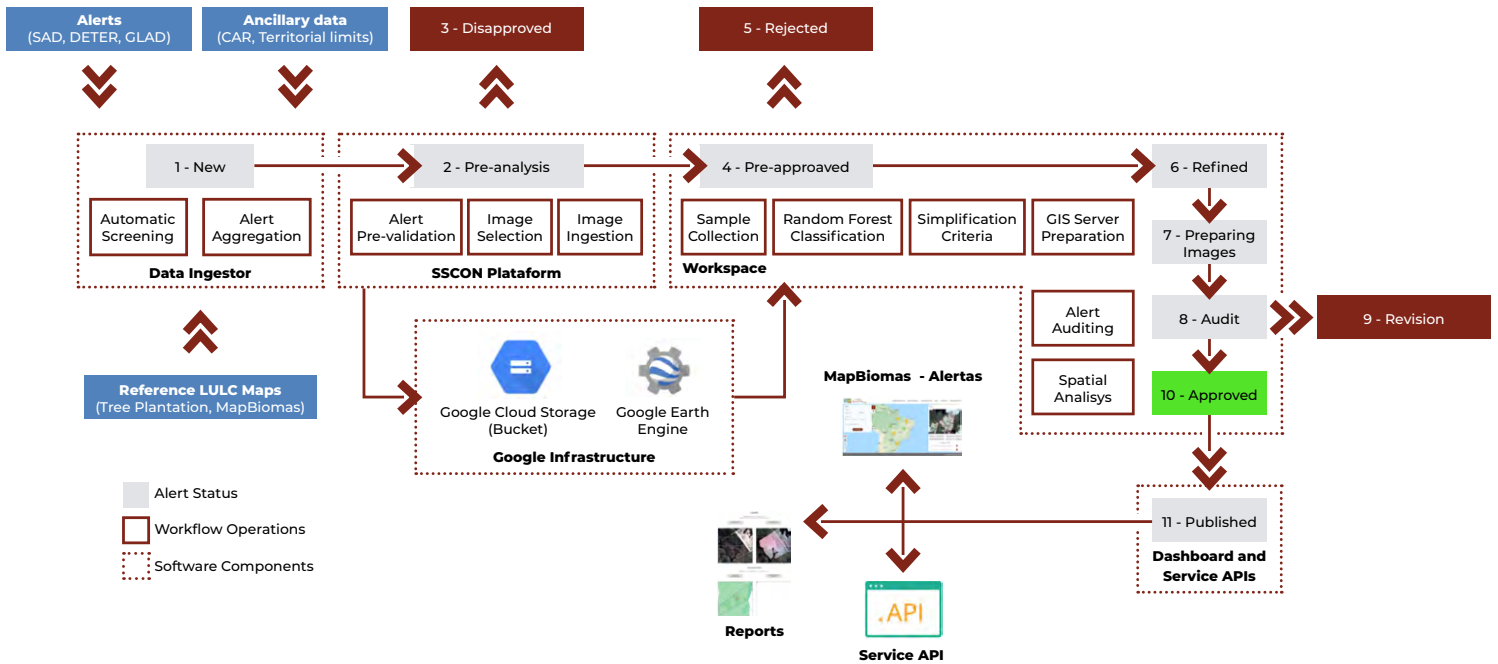 Alerts
(SAD, DETER, GLAD)
Ancillary data
(CAR, Territorial limits)
3 - Disapproved
5 - Rejected
1 - New
2 - Pre-analysis
4 - Pre-approaved
6 - Refined
Automatic
Screening
Alert
Aggregation
Data Ingestor
Alert
Pre-validation
Image
Selection
Image
Ingestion
SSCON Plataform
Sample
Collection
Random Forest
Classification
Simplification
Criteria
GIS Server
Preparation
Workspace
7 - Preparing
Images
Alert
Auditing
8 - Audit
9 - Revision
Spatial
Analisys
10 - Approved
Reference LULC Maps
(Tree Plantation, MapBiomas)
Google Cloud Storage
(Bucket)
Google Earth
Engine
Google Infrastructure
MapBiomas - Alertas
Alert Status
Workflow Operations
Software Components
11 - Published
Dashboard and
Service APIs
Reports
.API
Service API